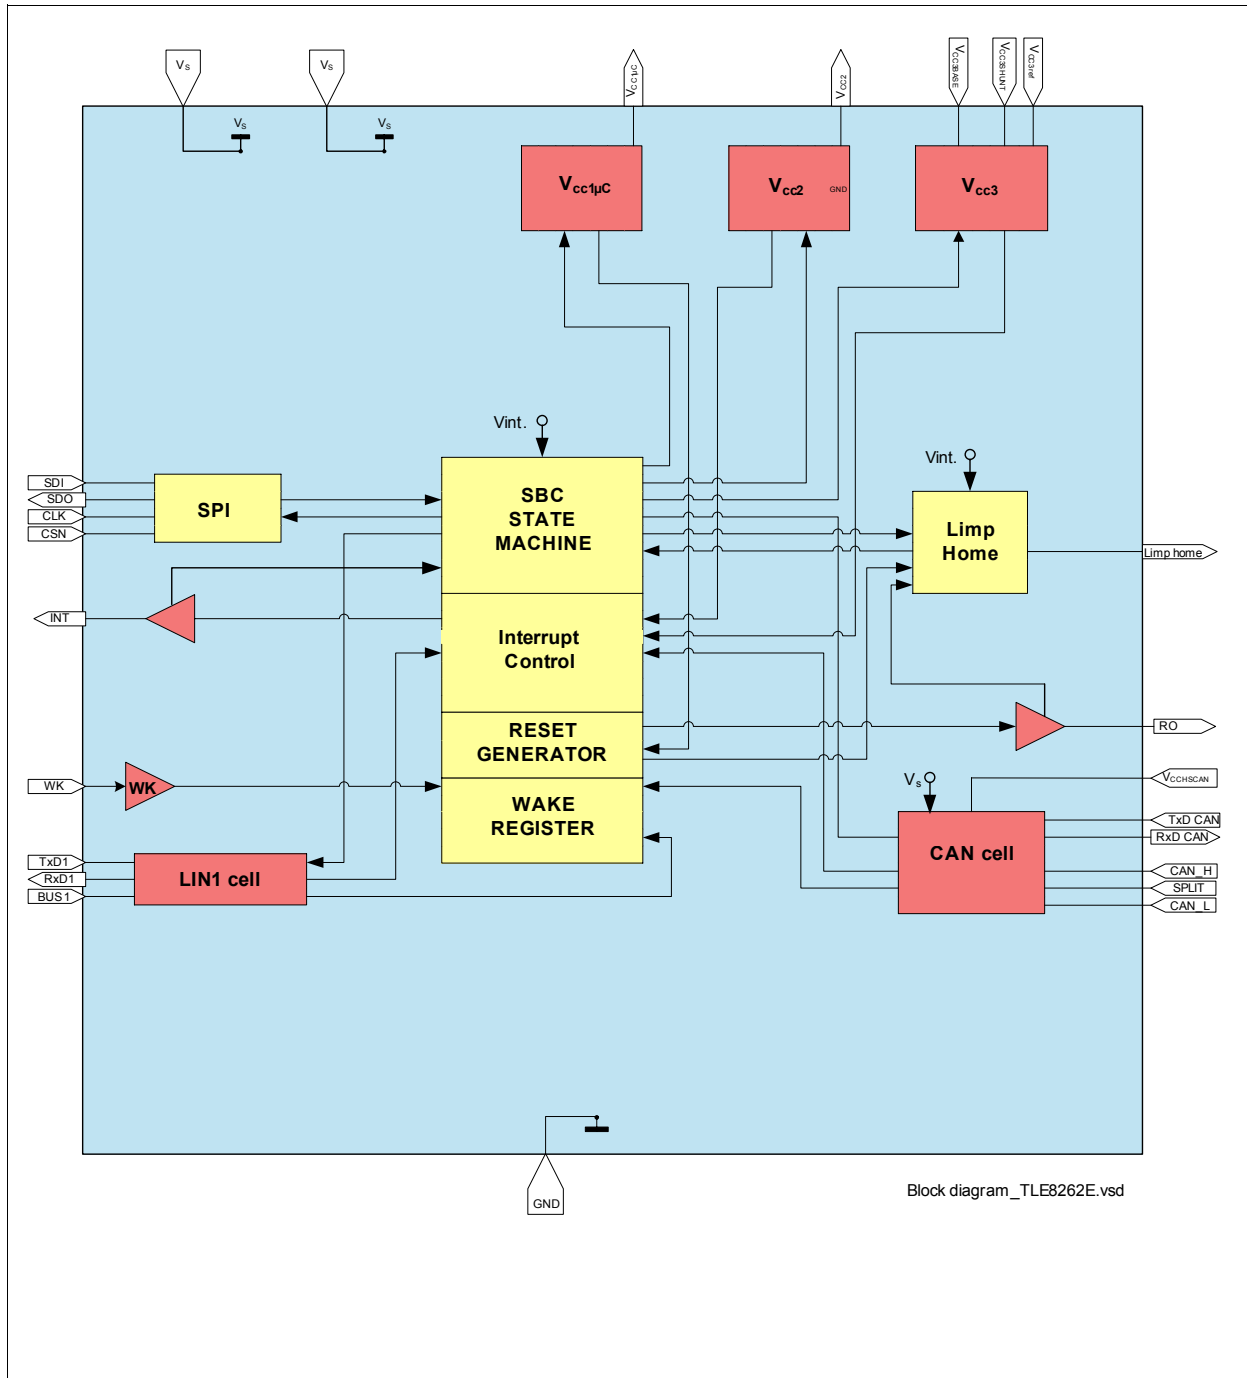 Vs
Vs
VCC1µC
VCC2
VCC3BASE
VCC3SHUNT
VCC3ref
Vs
Vs
Vcc1µC
Vcc2
GND
Vcc3
Vint.
SDI
SDO
CLK
CSN
SPI
SBC
STATE
MACHINE
Vint.
Limp
Home
Limp home
INT
Interrupt
Control
RESET
GENERATOR
RO
WK
WK
WAKE
REGISTER
Vs
VCCHSCAN
TxD CAN
RxD CAN
CAN cell
CAN_H
SPLIT
CAN_L
TxD1
RxD1
BUS1
LIN1 cell
GND
Block diagram_TLE8262E.vsd